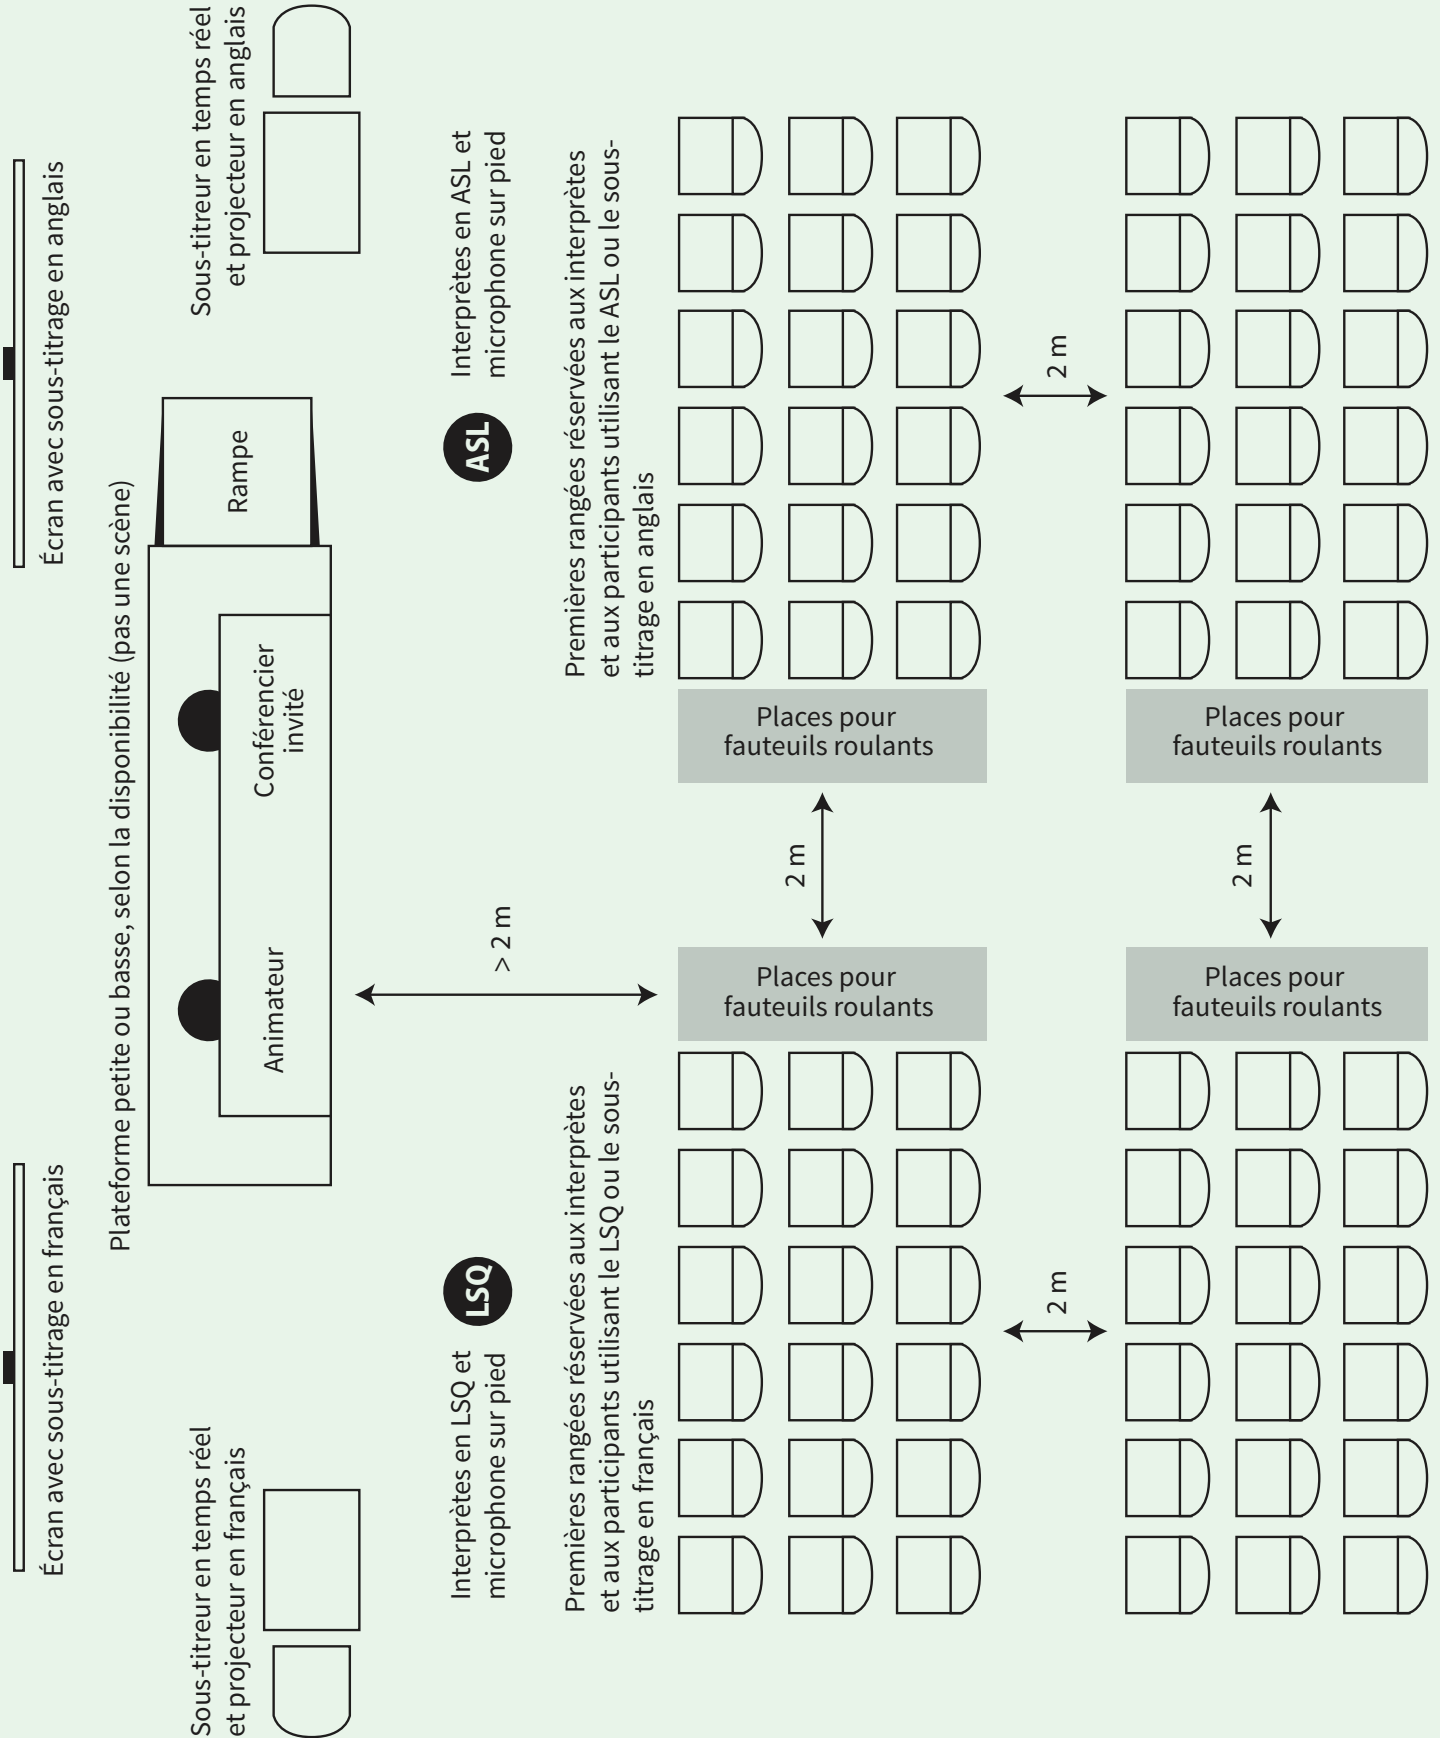 Écran avec sous-titrage en français
Écran avec sous-titrage en anglais
Plateforme petite ou basse, selon la disponibilité (pas une scène)
Sous-titreur en temps réel
et projecteur en français
Animateur
Conférencier
invité
Rampe
Sous-titreur en temps réel
et projecteur en anglais
Interprètes en LSQ et
microphone sur pied
LSQ
> 2 m
ASL
Interprètes en ASL et
microphone sur pied
Premières rangées réservées aux interprètes
et aux participants utilisant le LSQ ou le sous-
titrage en français
Premières rangées réservées aux interprètes
et aux participants utilisant le ASL ou le sous-
titrage en anglais
Places pour
fauteuils roulants
2 m
Places pour
fauteuils roulants
2 m
2 m
Places pour
fauteuils roulants
2 m
Places pour
fauteuils roulants